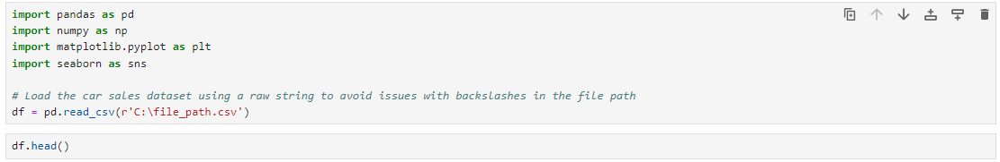 import pandas as pd
import numpy as np
import matplotlib.pyplot as plt
import seaborn as sns
# Load the car sales dataset using a raw string to avoid issues with backslashes in the file path
df = pd.read_csv(r'C:\file_path.csv')
df.head()